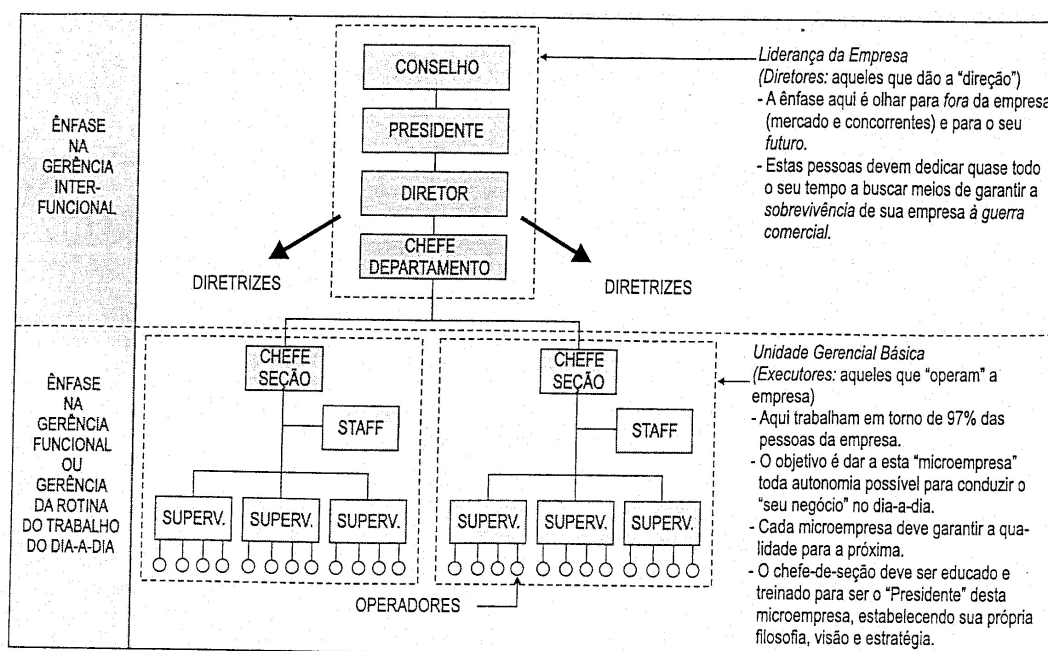 ÊNFASE
NA
GERÊNCIA
INTER-
FUNCIONAL
CONSELHO
PRESIDENTE
DIRETOR
CHEFE
DEPARTAMENTO
DIRETRIZES
DIRETRIZES
Liderança da Empresa
(Diretores: aqueles que dão a “direção”)
- A ênfase aqui é olhar para fora da empresa
(mercado e concorrentes) e para o seu
futuro.
- Estas pessoas devem dedicar quase todo
o seu tempo a buscar meios de garantir a
sobrevivência de sua empresa à guerra
comercial.
ÊNFASE
NA
GERÊNCIA
FUNCIONAL
OU
GERÊNCIA
DA ROTINA
DO TRABALHO
DO DIA-A-DIA
CHEFE
SEÇÃO
STAFF
SUPERV.
SUPERV.
SUPERV.
CHEFE
SEÇÃO
STAFF
SUPERV.
SUPERV.
SUPERV.
OPERADORES
Unidade Gerencial Básica
(Executores: aqueles que “operam” a
empresa)
- Aqui trabalham em torno de 97% das
pessoas da empresa.
- O objetivo é dar a esta “microempresa”
toda autonomia possível para conduzir o
“seu negócio” no dia-a-dia.
- Cada microempresa deve garantir a qua-
lidade para a próxima.
- O chefe-de-seção deve ser educado e
treinado para ser o “Presidente” desta
microempresa, estabelecendo sua própria
filosofia, visão e estratégia.